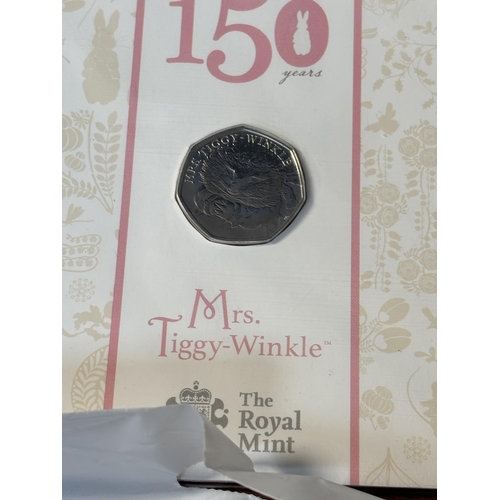 150
years
MRS. TIGGY-WINKLE
Mrs.
Tiggy-Winkle™
The
Royal
Mint